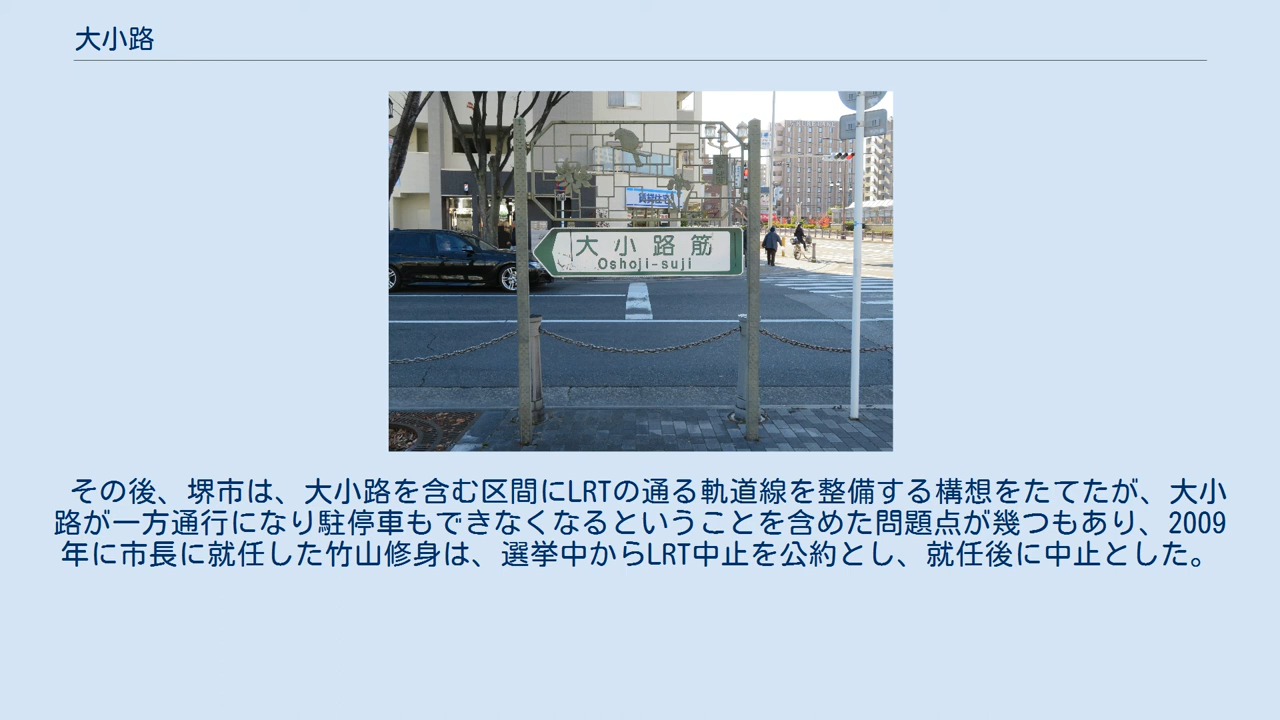 大小路
賃貸住宅
大小路筋
Oshoji-suji
その後、堺市は、大小路を含む区間にLRTの通る軌道線を整備する構想をたてたが、大小
路が一方通行になり駐停車もできなくなるということを含めた問題点が幾つもあり、2009
年に市長に就任した竹山修身は、選挙中からLRT中止を公約とし、就任後に中止とした。